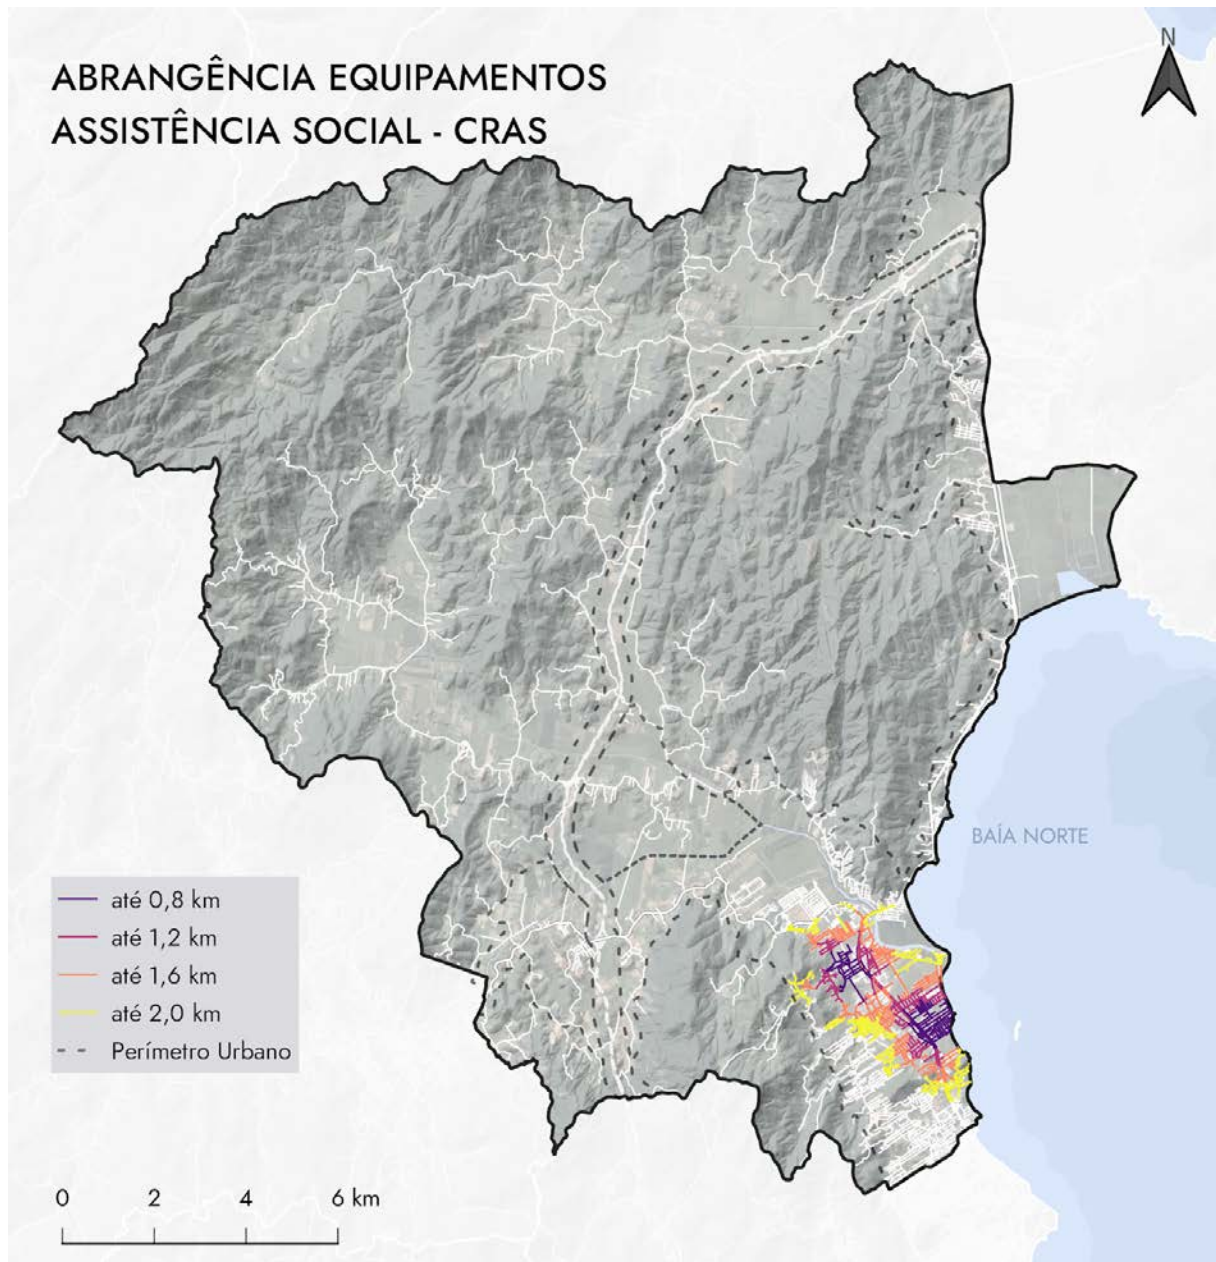 ABRANGÊNCIA EQUIPAMENTOS
ASSISTÊNCIA SOCIAL - CRAS
N
BAÍA NORTE
até 0,8 km
até 1,2 km
até 1,6 km
até 2,0 km
Perímetro Urbano
0 2 4 6 km